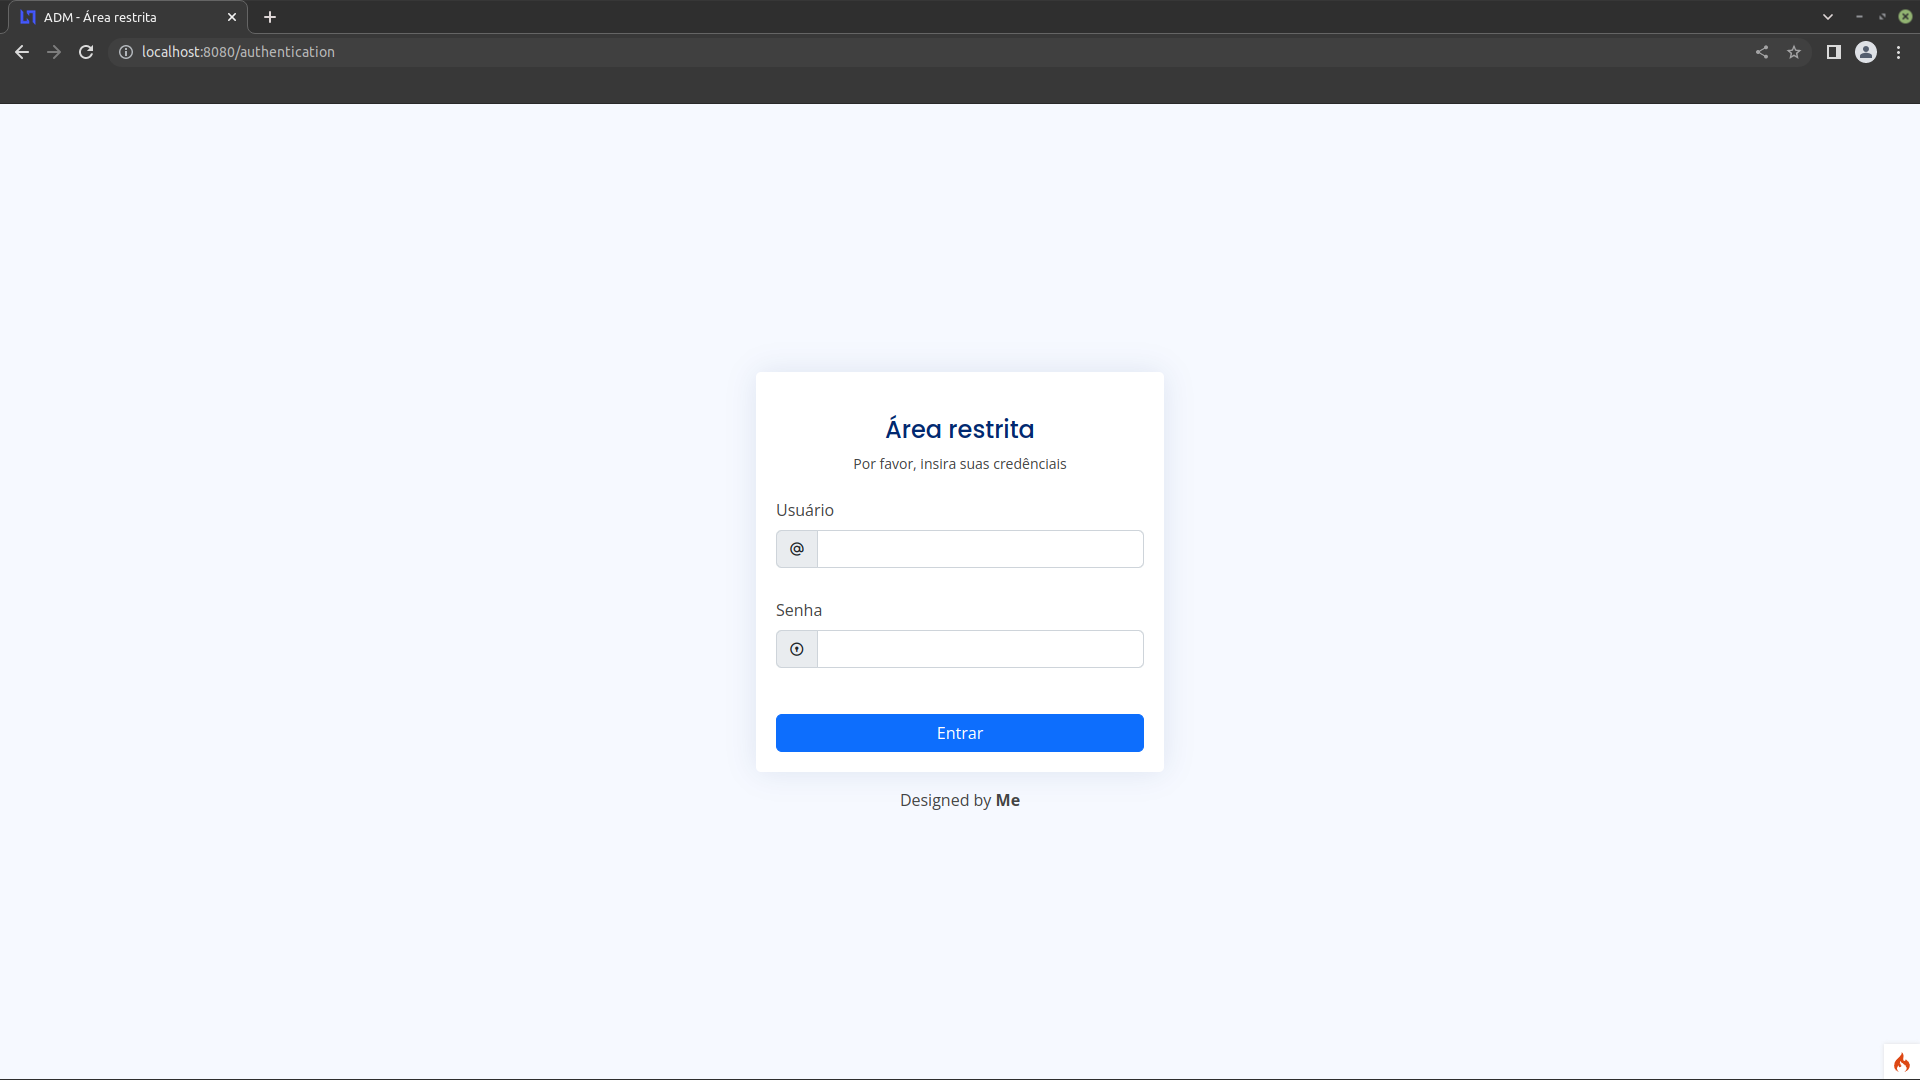 ADM - Área restrita
localhost:8080/authentication
Área restrita
Por favor, insira suas credênciais
Usuário
@
Senha
Entrar
Designed by Me